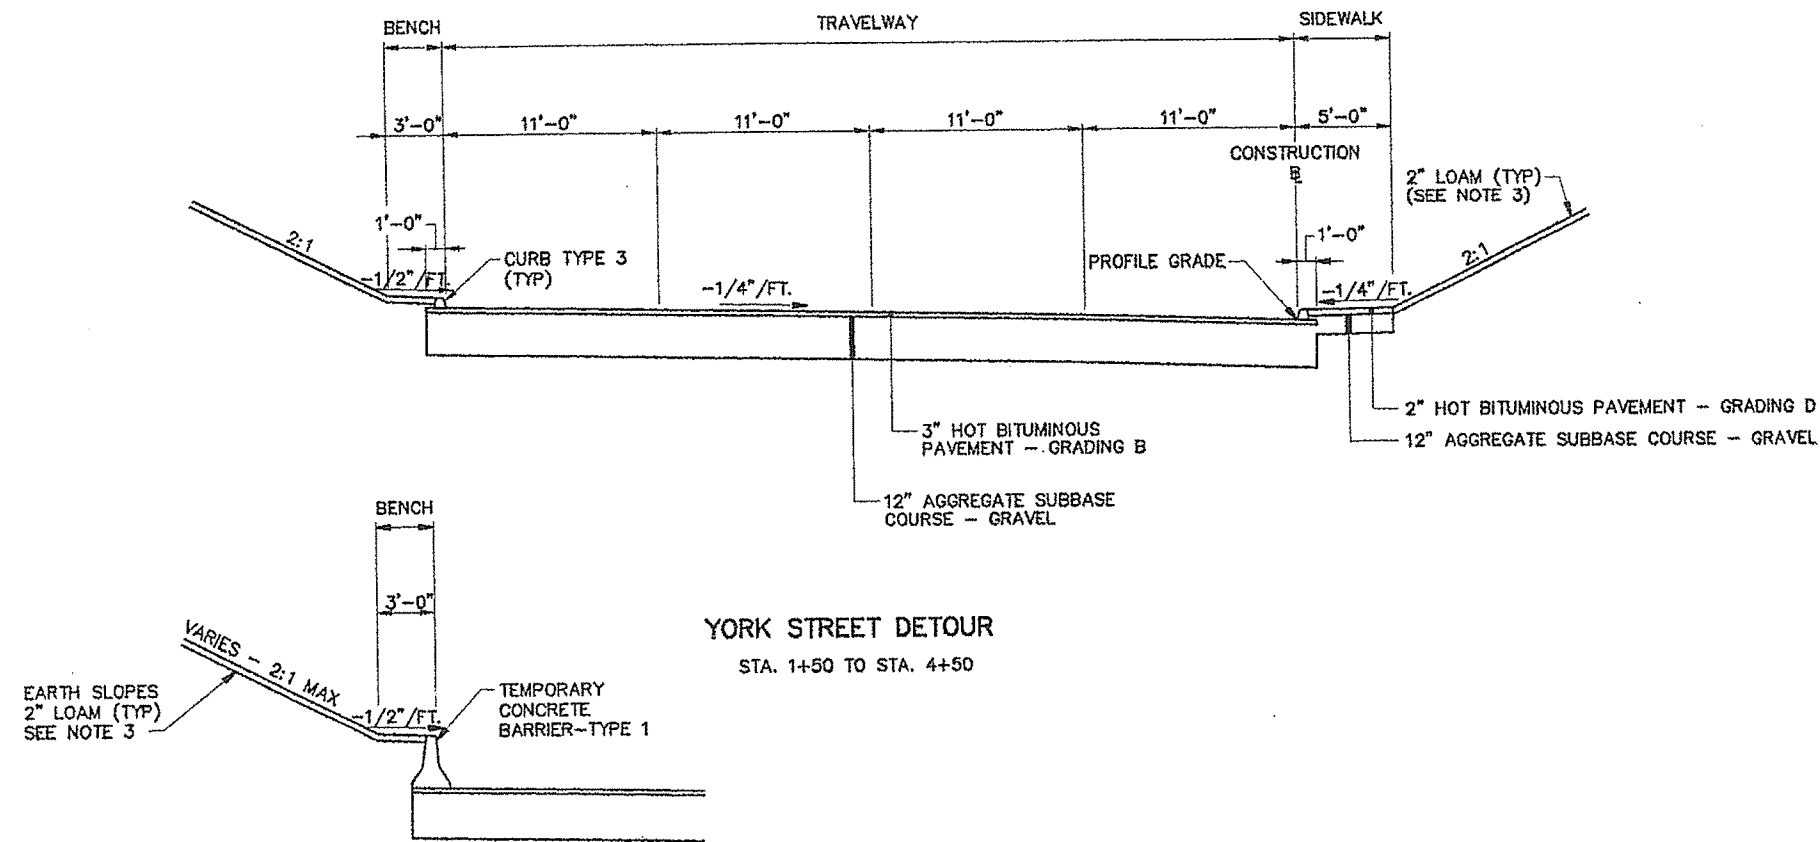 BENCH
TRAVELWAY
SIDEWALK
3'-0"
11'-0"
11'-0"
11'-0"
11'-0"
5'-0"
CONSTRUCTION
2" LOAM (TYP)
(SEE NOTE 3)
2:1
1'-0"
CURB TYPE 3
(TYP)
-1/2"/FT.
-1/4"/FT.
PROFILE GRADE
1'-0"
-1/4"/FT.
2:1
3" HOT BITUMINOUS
PAVEMENT - GRADING B
2" HOT BITUMINOUS PAVEMENT - GRADING D
12" AGGREGATE SUBBASE COURSE - GRAVEL
12" AGGREGATE SUBBASE
COURSE - GRAVEL
BENCH
3'-0"
YORK STREET DETOUR
STA. 1+50 TO STA. 4+50
VARIES - 2:1 MAX
EARTH SLOPES
2" LOAM (TYP)
SEE NOTE 3
-1/2"/FT.
TEMPORARY
CONCRETE
BARRIER-TYPE 1